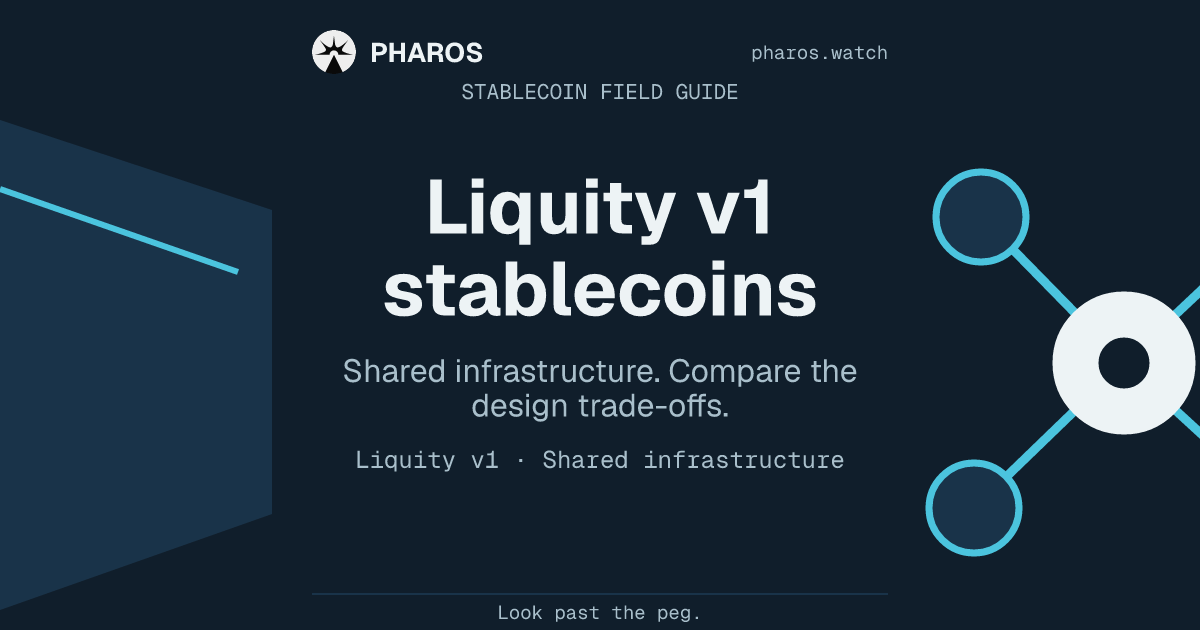 PHAROS
pharos.watch
STABLECOIN FIELD GUIDE
Liquity v1
stablecoins
Shared infrastructure. Compare the
design trade-offs.
Liquity v1 · Shared infrastructure
Look past the peg.